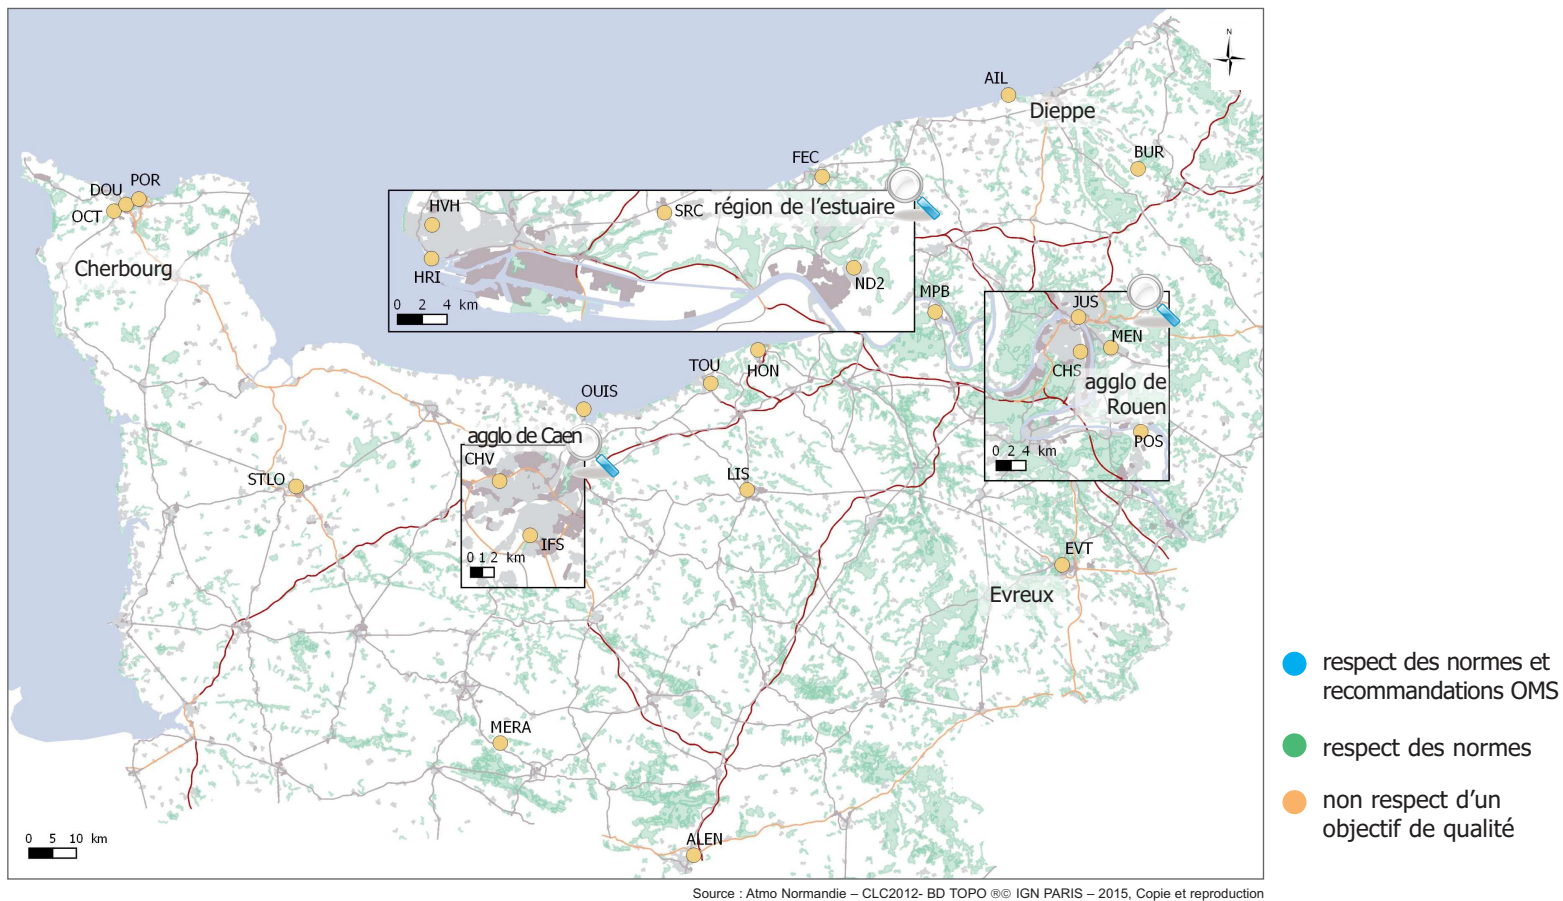 N
AIL
Dieppe
BUR
FEC
POR
DOU
OCT
Cherbourg
HVH
SRC
région de l'estuaire
HRI
ND2
0 2 4 km
MPB
JUS
MEN
CHS
agglo de
Rouen
POS
0 2 4 km
TOU
HON
OUIS
agglo de Caen
CHV
IFS
0 1 2 km
STLO
LIS
EVT
Evreux
MERA
ALEN
0 5 10 km
respect des normes et
recommandations OMS
respect des normes
non respect d'un
objectif de qualité
Source : Atmo Normandie – CLC2012- BD TOPO ®© IGN PARIS – 2015, Copie et reproduction